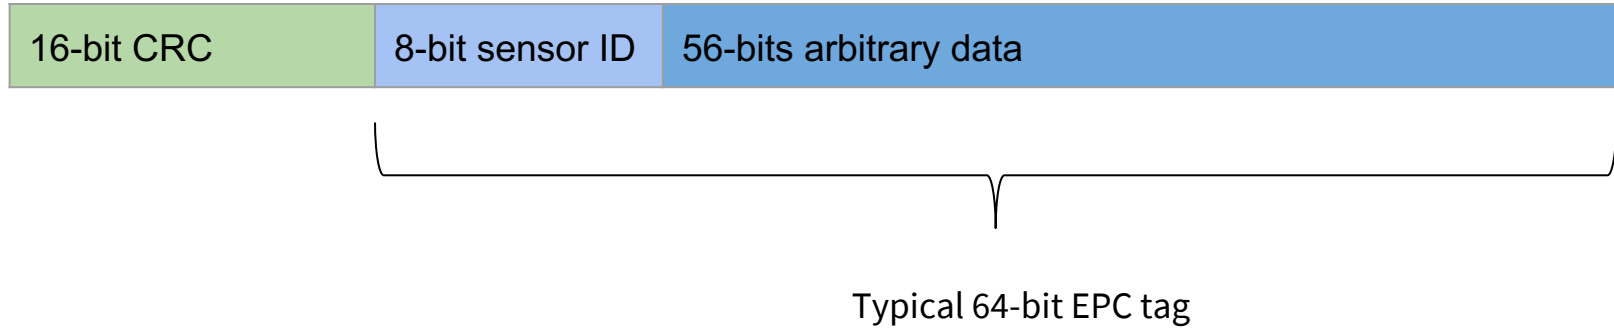 16-bit CRC
8-bit sensor ID
56-bits arbitrary data
Typical 64-bit EPC tag